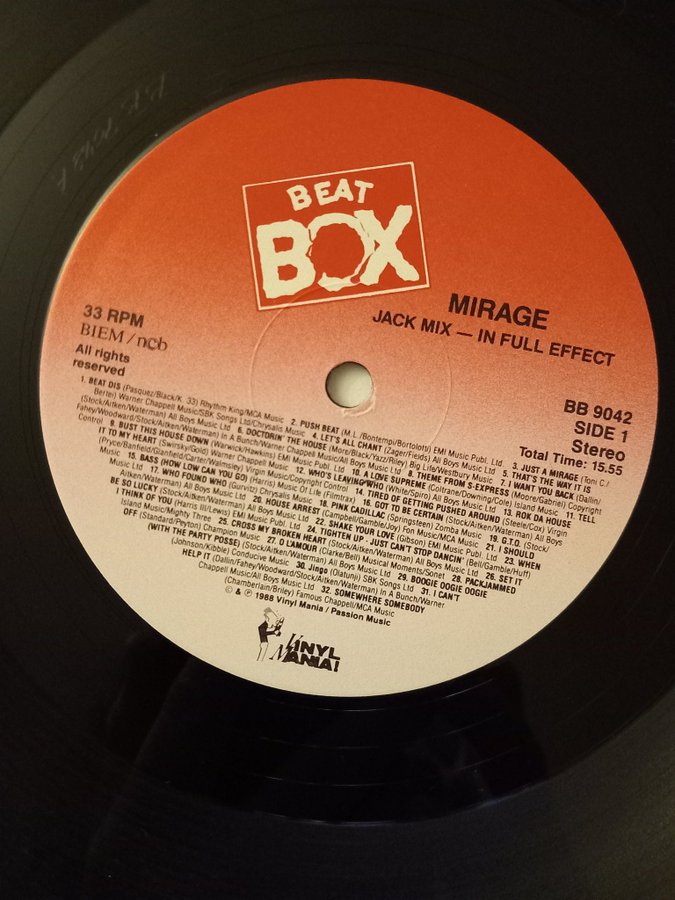 BEAT
BOX
MIRAGE
JACK MIX — IN FULL EFFECT
33 RPM
BIEM/ncb
All rights
reserved
BB 9042
SIDE 1
Stereo
Total Time: 15.55
1. BEAT DIS (Pasquez/Black/K. 33) Rhythm King/MCA Music 2. PUSH BEAT (M.L./Bontempi/Bortolotti) EMI Music Publ. Ltd 3. JUST A MIRAGE (Toni C./
Bertei) Warner Chappell Music/SBK Songs Ltd/Chrysalis Music 4. LET'S ALL CHANT (Zager/Fields) All Boys Music Ltd 5. THAT'S THE WAY IT IS
(Stock/Aitken/Waterman) All Boys Music Ltd 6. DOCTORIN' THE HOUSE (More/Black/Yazz/Riley) Big Life/Westbury Music 7. I WANT YOU BACK (Dallin/
Fahey/Woodward/Stock/Aitken/Waterman) In A Bunch/Warner Chappell Music/All Boys Music Ltd 8. THEME FROM S-EXPRESS (Moore/Gabriel) Copyright
Control 9. BUST THIS HOUSE DOWN (Warwick/Hawkins) EMI Music Publ. Ltd 10. A LOVE SUPREME (Coltrane/Downing/Cole) Island Music 11. TELL
IT TO MY HEART (Swirsky/Gold) Warner Chappell Music/Chrysalis Music 12. WHO'S LEAVING WHO (White/Spiro) All Boys Music Ltd 13. ROK DA HOUSE
(Pryce/Banfield/Glanfield/Carter/Walmsley) Virgin Music/Copyright Control 14. TIRED OF GETTING PUSHED AROUND (Steele/Cox) Virgin
Music 15. BASS (HOW LOW CAN YOU GO) (Harris) Music Of Life (Filmtrax) 16. GOT TO BE CERTAIN (Stock/Aitken/Waterman) All Boys
Music Ltd 17. WHO FOUND WHO (Gurvitz) Chrysalis Music 18. PINK CADILLAC (Springsteen) Zomba Music 19. G.T.O. (Stock/
Aitken/Waterman) All Boys Music Ltd 20. HOUSE ARREST (Campbell/Gamble/Joy) Fon Music/MCA Music 21. I SHOULD
BE SO LUCKY (Stock/Aitken/Waterman) All Boys Music Ltd 22. SHAKE YOUR LOVE (Gibson) EMI Music Publ. Ltd 23. WHEN
I THINK OF YOU (Harris III/Lewis) EMI Music Publ. Ltd 24. TIGHTEN UP - JUST CAN'T STOP DANCIN' (Bell/Gamble/Huff)
Island Music/Mighty Three Music 25. CROSS MY BROKEN HEART (Stock/Aitken/Waterman) All Boys Music Ltd 26. SET IT
OFF (Standard/Peyton) Champion Music 27. O L'AMOUR (Clarke/Bell) Musical Moments/Sonet 28. PACKJAMMED
(WITH THE PARTY POSSE) (Stock/Aitken/Waterman) All Boys Music Ltd 29. BOOGIE OOGIE OOGIE
(Johnson/Kibble) Conducive Music 30. Jingo (Olatunji) SBK Songs Ltd 31. I CAN'T
HELP IT (Dallin/Fahey/Woodward/Stock/Aitken/Waterman) In A Bunch/Warner
Chappell Music/All Boys Music Ltd 32. SOMEWHERE SOMEBODY
(Chamberlain/Briley) Famous Chappell/MCA Music
© & ℗ 1988 Vinyl Mania / Passion Music
VINYL
MANIA!